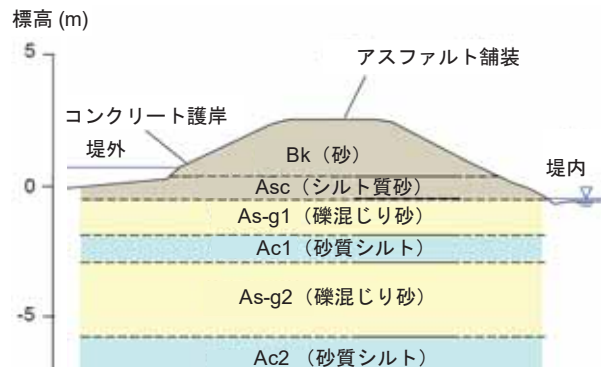 標高 (m)
5
アスファルト舗装
コンクリート護岸
堤外
Bk（砂）
堤内
0
Asc（シルト質砂）
As-g1（礫混じり砂）
Ac1（砂質シルト）
As-g2（礫混じり砂）
-5
Ac2 （砂質シルト）